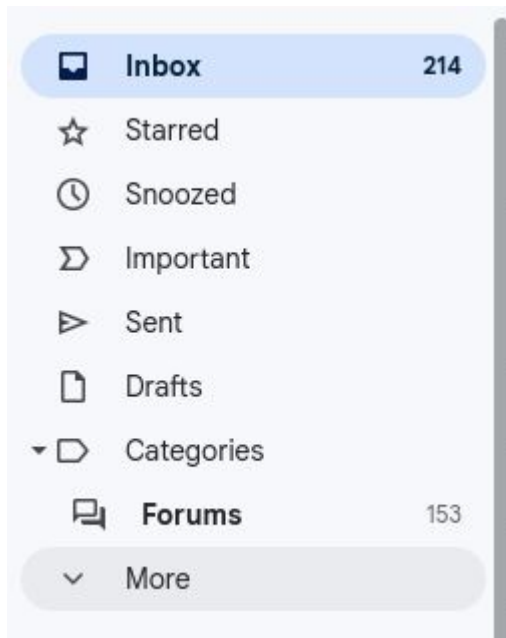 Inbox 214
Starred
Snoozed
Important
Sent
Drafts
Categories
Forums 153
More